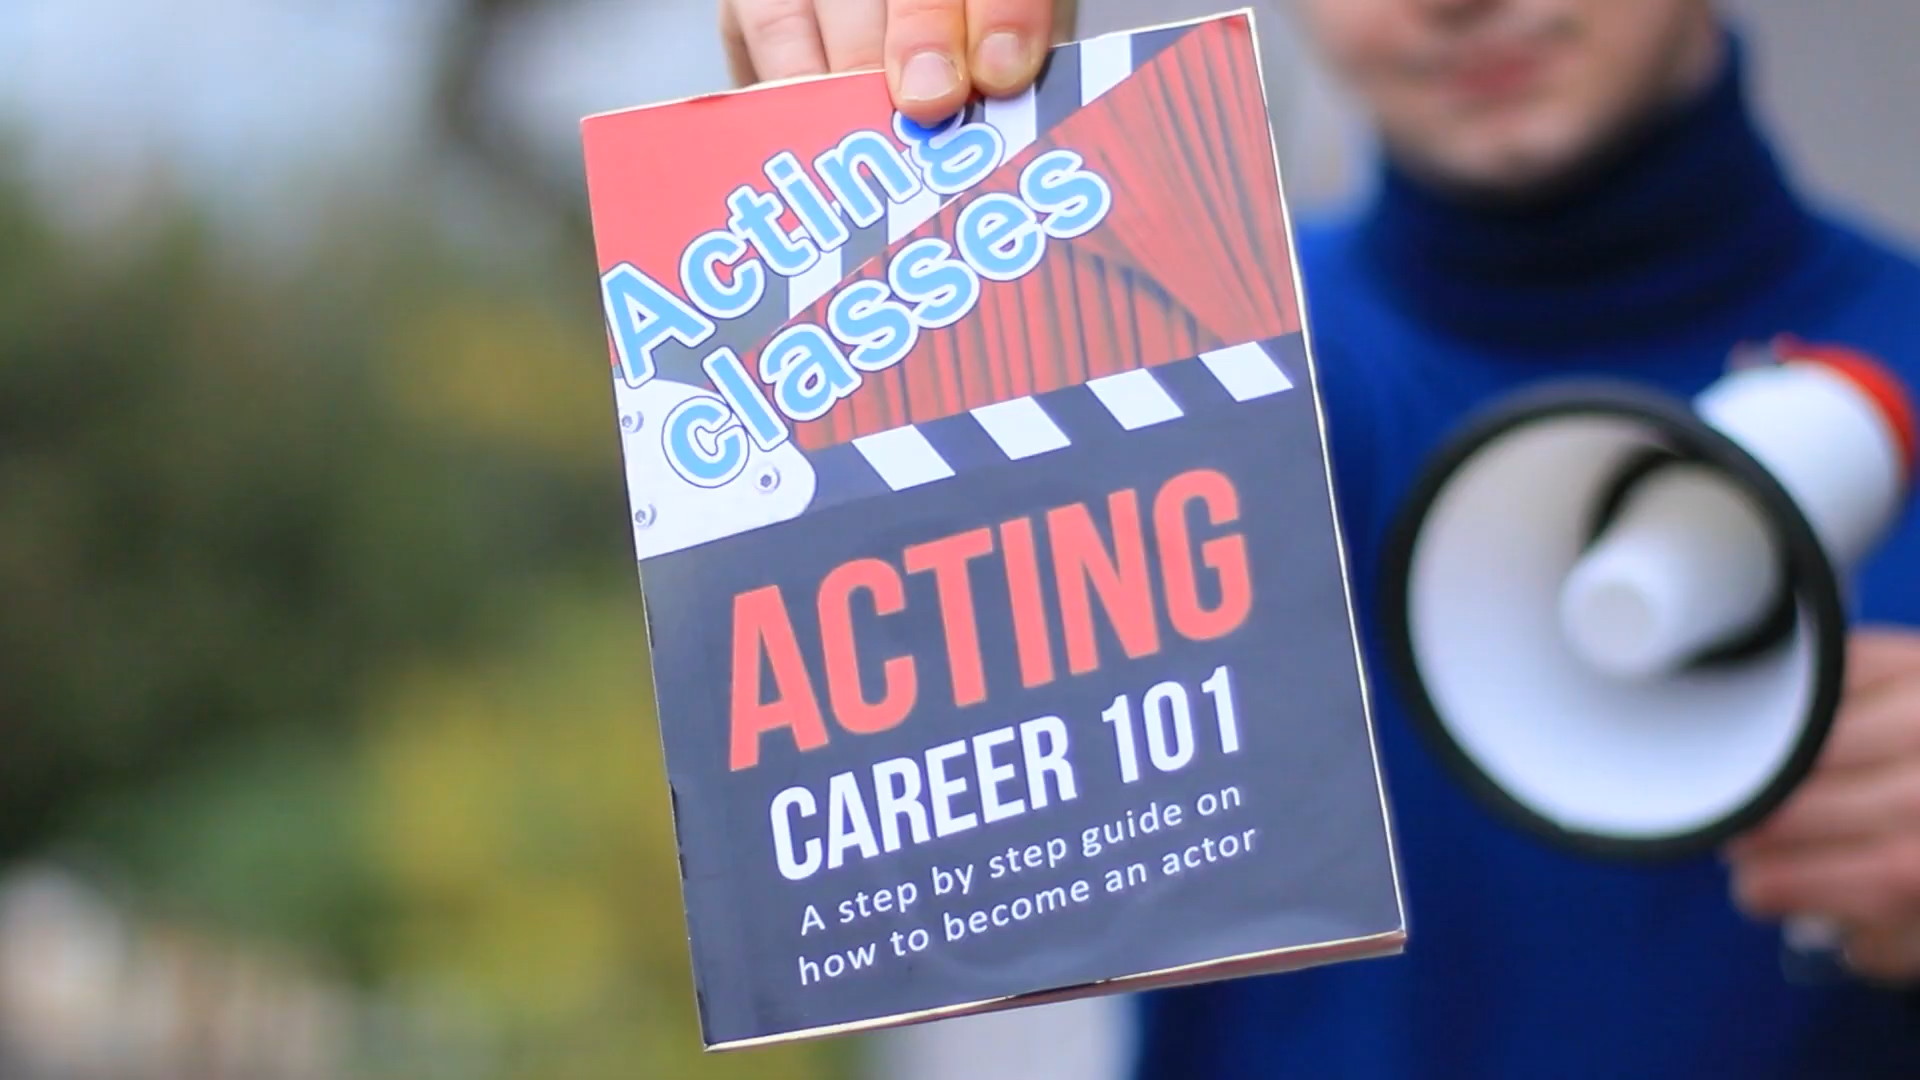 Acting
classes
ACTING
CAREER 101
A step by step guide on
how to become an actor